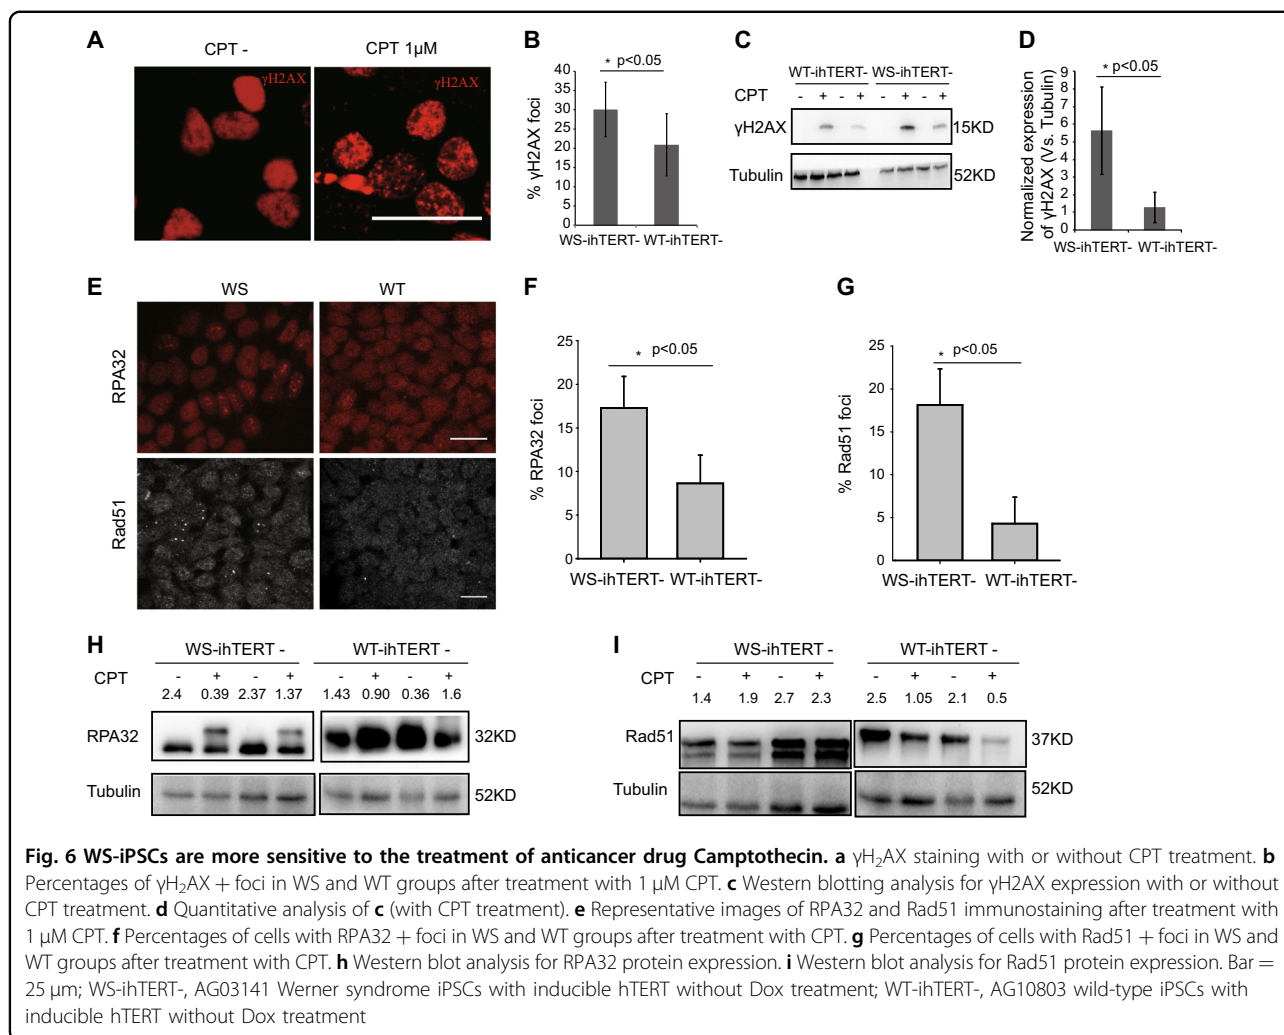 A
CPT -
CPT 1µM
γH2AX
γH2AX
B
* p<0.05
% γH2AX foci
40
35
30
25
20
15
10
5
0
WS-ihTERT- WT-ihTERT-
C
WT-ihTERT- WS-ihTERT-
CPT - + - + - + - +
γH2AX 15KD
Tubulin 52KD
D
* p<0.05
Normalized expression
of γH2AX (Vs. Tubulin)
9
8
7
6
5
4
3
2
1
0
WS-ihTERT- WT-ihTERT-
E
WS WT
RPA32
Rad51
F
* p<0.05
% RPA32 foci
25
20
15
10
5
0
WS-ihTERT- WT-ihTERT-
G
* p<0.05
% Rad51 foci
25
20
15
10
5
0
WS-ihTERT- WT-ihTERT-
H
WS-ihTERT - WT-ihTERT -
CPT - + - + - + - +
2.4 0.39 2.37 1.37 1.43 0.90 0.36 1.6
RPA32 32KD
Tubulin 52KD
I
WS-ihTERT - WT-ihTERT -
CPT - + - + - + - +
1.4 1.9 2.7 2.3 2.5 1.05 2.1 0.5
Rad51 37KD
Tubulin 52KD
Fig. 6 WS-iPSCs are more sensitive to the treatment of anticancer drug Camptothecin. a γH₂AX staining with or without CPT treatment. b
Percentages of γH₂AX + foci in WS and WT groups after treatment with 1 µM CPT. c Western blotting analysis for γH2AX expression with or without
CPT treatment. d Quantitative analysis of c (with CPT treatment). e Representative images of RPA32 and Rad51 immunostaining after treatment with
1 µM CPT. f Percentages of cells with RPA32 + foci in WS and WT groups after treatment with CPT. g Percentages of cells with Rad51 + foci in WS and
WT groups after treatment with CPT. h Western blot analysis for RPA32 protein expression. i Western blot analysis for Rad51 protein expression. Bar =
25 µm; WS-ihTERT-, AG03141 Werner syndrome iPSCs with inducible hTERT without Dox treatment; WT-ihTERT-, AG10803 wild-type iPSCs with
inducible hTERT without Dox treatment